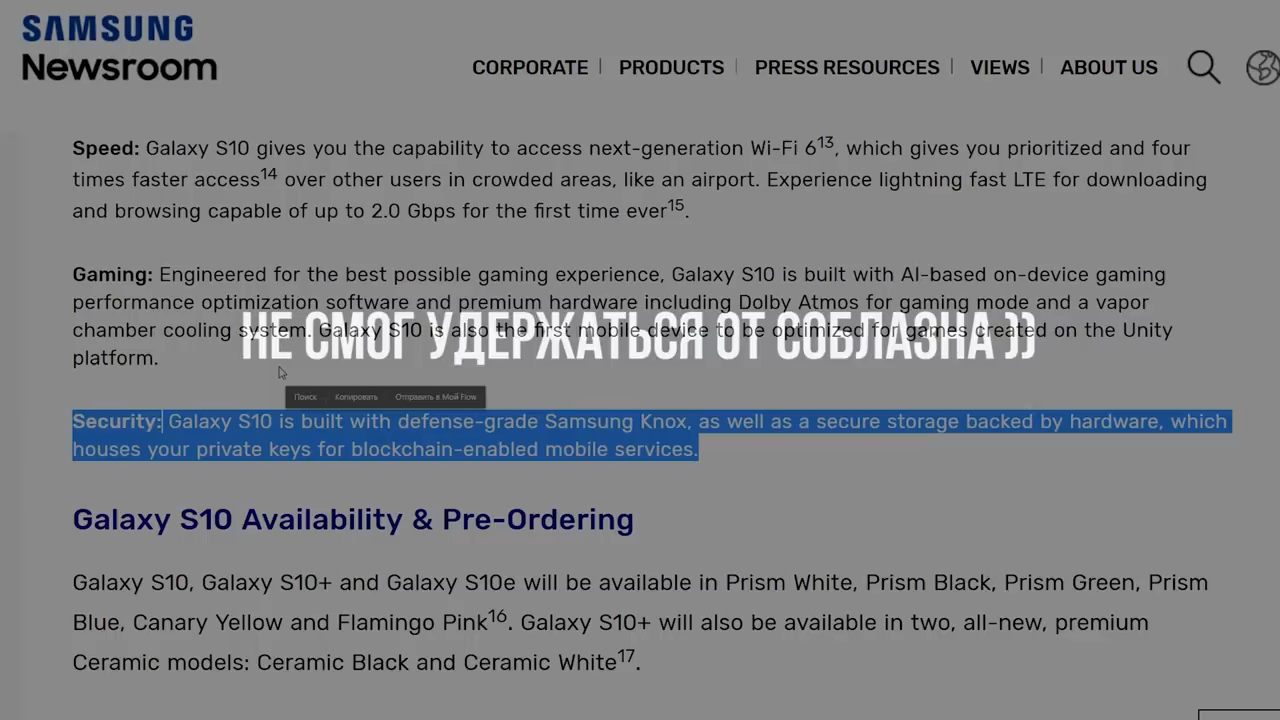 SAMSUNG
Newsroom
CORPORATE | PRODUCTS | PRESS RESOURCES | VIEWS | ABOUT US
Speed: Galaxy S10 gives you the capability to access next-generation Wi-Fi 6¹³, which gives you prioritized and four
times faster access¹⁴ over other users in crowded areas, like an airport. Experience lightning fast LTE for downloading
and browsing capable of up to 2.0 Gbps for the first time ever¹⁵.
Gaming: Engineered for the best possible gaming experience, Galaxy S10 is built with AI-based on-device gaming
performance optimization software and premium hardware including Dolby Atmos for gaming mode and a vapor
chamber cooling system. Galaxy S10 is also the first mobile device to be optimized for games created on the Unity
НЕ СМОГ УДЕРЖАТЬСЯ ОТ СОБЛАЗНА ))
platform.
Поиск Копировать Отправить в Мой Flow
Security: Galaxy S10 is built with defense-grade Samsung Knox, as well as a secure storage backed by hardware, which
houses your private keys for blockchain-enabled mobile services.
Galaxy S10 Availability & Pre-Ordering
Galaxy S10, Galaxy S10+ and Galaxy S10e will be available in Prism White, Prism Black, Prism Green, Prism
Blue, Canary Yellow and Flamingo Pink¹⁶. Galaxy S10+ will also be available in two, all-new, premium
Ceramic models: Ceramic Black and Ceramic White¹⁷.